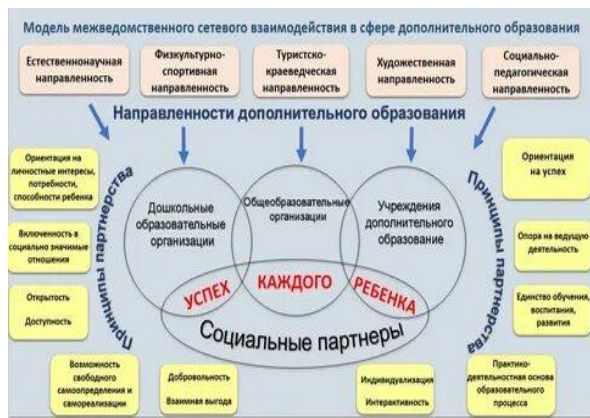 Модель межведомственного сетевого взаимодействия в сфере дополнительного образования
Естественнонаучная
направленность
Физкультурно-
спортивная
направленность
Туристско-
краеведческая
направленность
Художественная
направленность
Социально-
педагогическая
направленность
Направленности дополнительного образования
Ориентация на
личностные интересы,
потребности,
способности ребенка
Включенность в
социально значимые
отношения
Открытость
Доступность
Принципы партнерства
Дошкольные
образовательные
организации
Общеобразовательные
организации
Учреждения
дополнительного
образование
УСПЕХ
КАЖДОГО
РЕБЕНКА
Социальные партнеры
Принципы партнерства
Ориентация
на успех
Опора на ведущую
деятельность
Единство обучения,
воспитания,
развития
Возможность
свободного
самоопределения и
самореализации
Добровольность
Взаимная выгода
Индивидуализация
Интерактивность
Практико-
деятельностная основа
образовательного
процесса